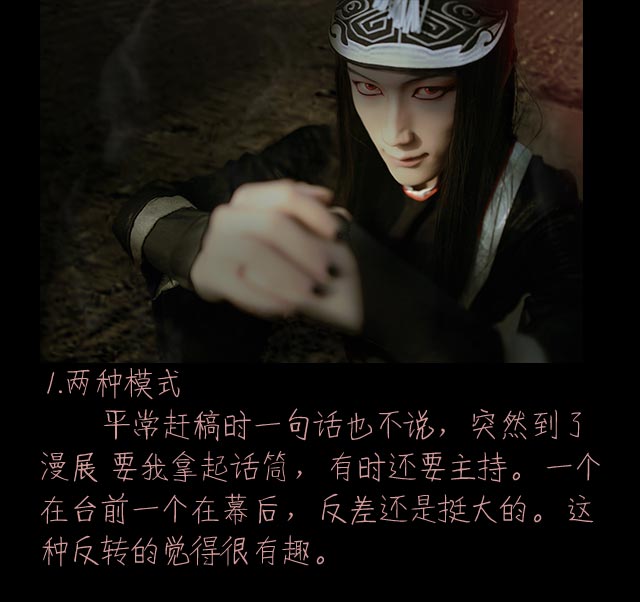 1.两种模式
平常赶稿时一句话也不说，突然到了
漫展 要我拿起话筒，有时还要主持。一个
在台前一个在幕后，反差还是挺大的。这
种反转的觉得很有趣。